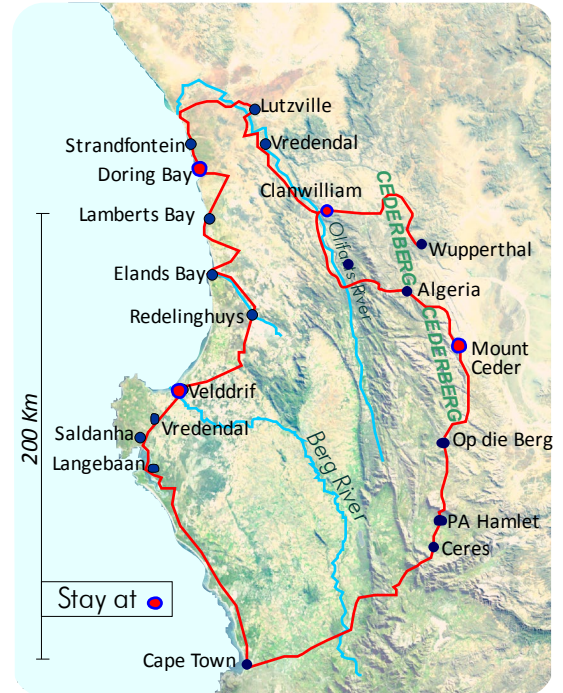 Lutzville
Strandfontein
Vredendal
Doring Bay
Clanwilliam
CEDERBERG
Lamberts Bay
Olifants River
Wupperthal
Elands Bay
Algeria
Redelinghuys
CEDERBERG
Mount
Ceder
Velddrif
Vredendal
Saldanha
Op die Berg
Langebaan
Berg River
200 Km
PA Hamlet
Ceres
Stay at
Cape Town